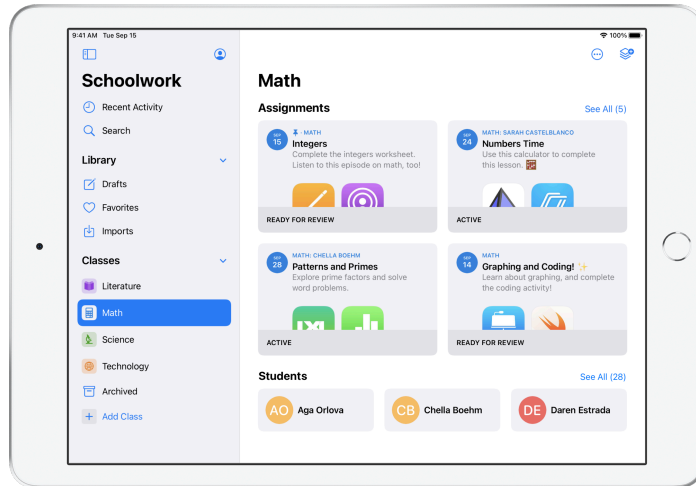 9:41 AM Tue Sep 15
100%
Schoolwork
Recent Activity
Search
Library
Drafts
Favorites
Imports
Classes
Literature
Math
Science
Technology
Archived
Add Class
Math
Assignments
See All (5)
SEP
15
· MATH
Integers
Complete the integers worksheet.
Listen to this episode on math, too!
READY FOR REVIEW
SEP
24
MATH: SARAH CASTELBLANCO
Numbers Time
Use this calculator to complete
this lesson. 🧮
ACTIVE
SEP
28
MATH: CHELLA BOEHM
Patterns and Primes
Explore prime factors and solve
word problems.
IXL
ACTIVE
SEP
14
MATH
Graphing and Coding! ✨
Learn about graphing, and complete
the coding activity!
READY FOR REVIEW
Students
See All (28)
AO
Aga Orlova
CB
Chella Boehm
DE
Daren Estrada